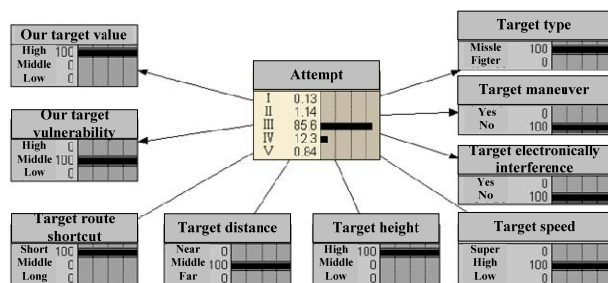 Our target value
High 100
Middle 0
Low 0
Our target
vulnerability
High 0
Middle 100
Low 0
Target route
shortcut
Short 100
Middle 0
Long 0
Target distance
Near 0
Middle 100
Far 0
Attempt
I 0.13
II 1.14
III 85.6
IV 12.3
V 0.84
Target height
High 100
Middle 0
Low 0
Target type
Missle 100
Figter 0
Target maneuver
Yes 0
No 100
Target electronically
interference
Yes 0
No 100
Target speed
Super 0
High 100
Low 0